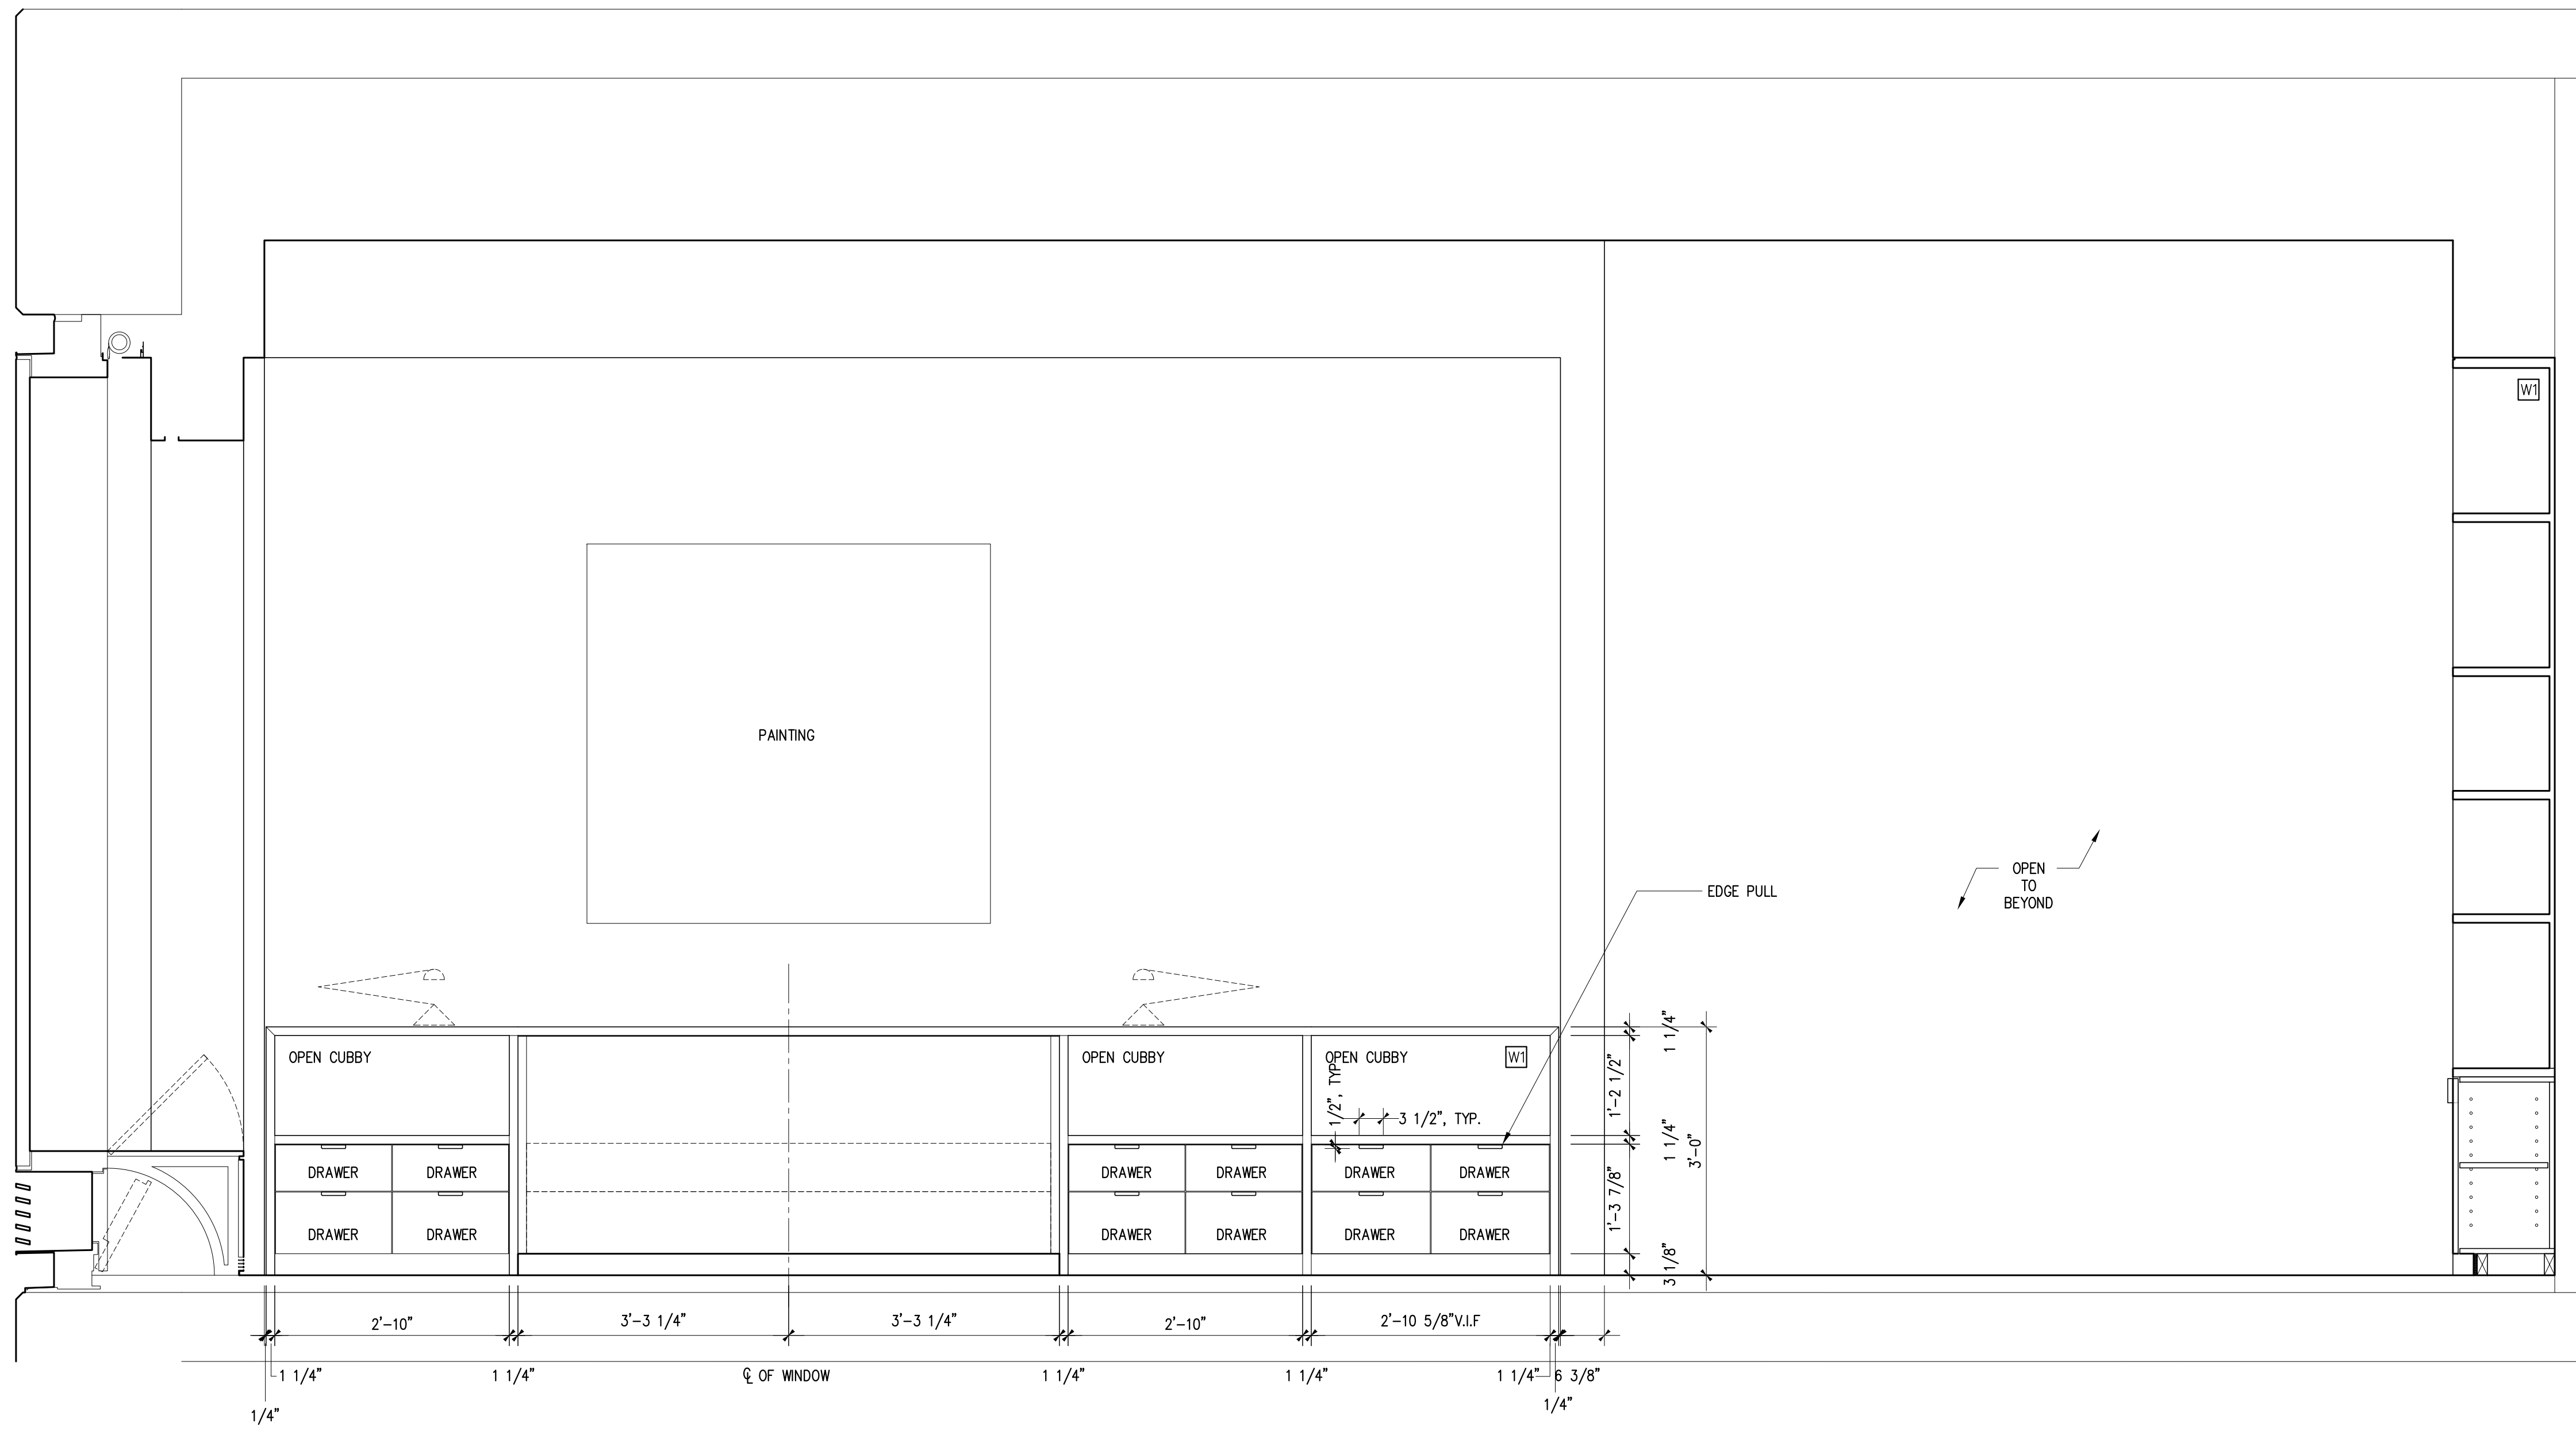 W1
PAINTING
OPEN
TO
BEYOND
EDGE PULL
OPEN CUBBY
OPEN CUBBY
OPEN CUBBY
W1
1 1/4"
1'-2 1/2"
1/2", TYP.
3 1/2", TYP.
1 1/4"
3'-0"
DRAWER
DRAWER
DRAWER
DRAWER
DRAWER
DRAWER
1'-3 7/8"
DRAWER
DRAWER
DRAWER
DRAWER
DRAWER
DRAWER
3 1/8"
2'-10"
3'-3 1/4"
3'-3 1/4"
2'-10"
2'-10 5/8"V.I.F
1 1/4"
1 1/4"
℄ OF WINDOW
1 1/4"
1 1/4"
1 1/4"
6 3/8"
1/4"
1/4"